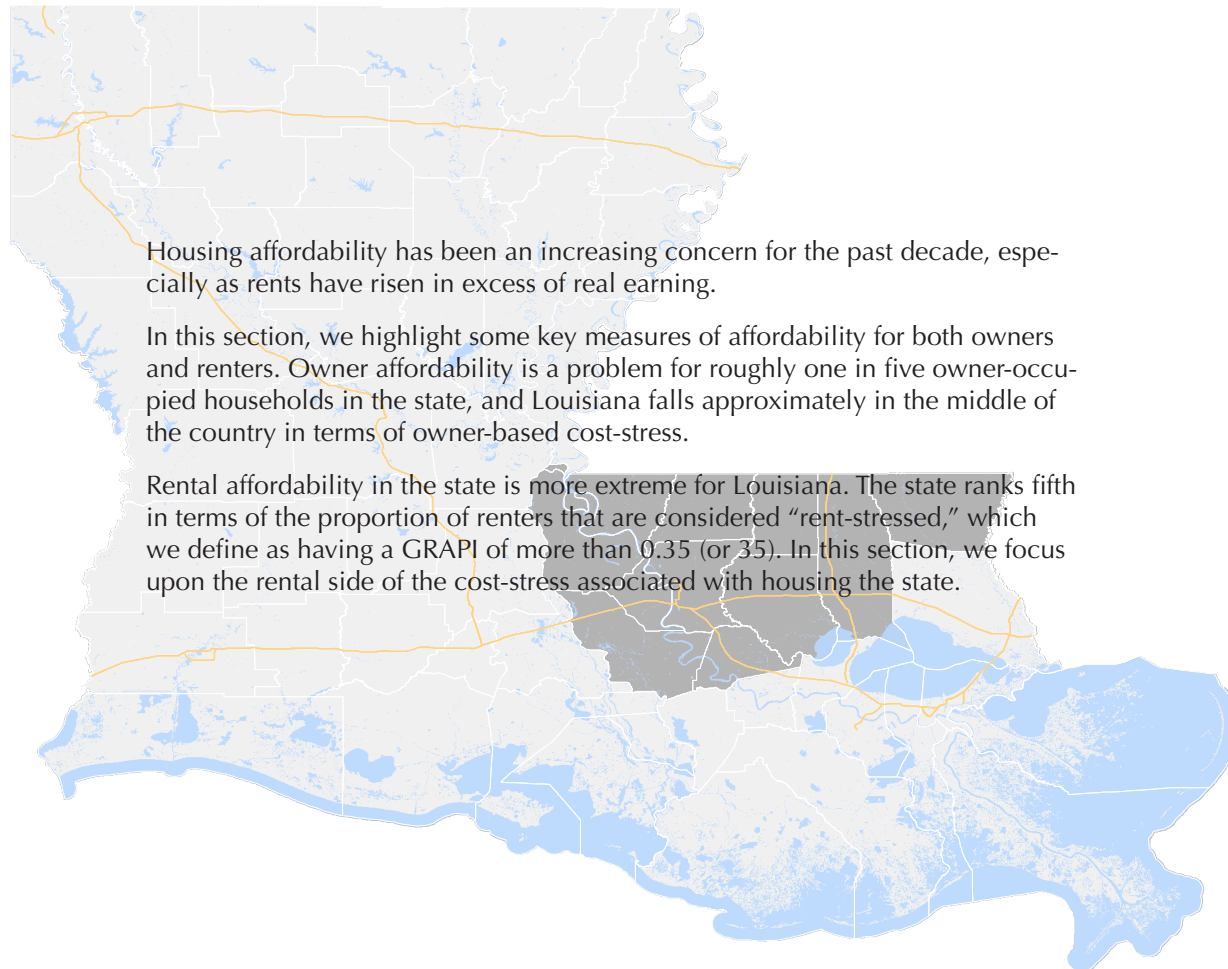 Housing affordability has been an increasing concern for the past decade, espe-
cially as rents have risen in excess of real earning.
In this section, we highlight some key measures of affordability for both owners
and renters. Owner affordability is a problem for roughly one in five owner-occu-
pied households in the state, and Louisiana falls approximately in the middle of
the country in terms of owner-based cost-stress.
Rental affordability in the state is more extreme for Louisiana. The state ranks fifth
in terms of the proportion of renters that are considered “rent-stressed,” which
we define as having a GRAPI of more than 0.35 (or 35). In this section, we focus
upon the rental side of the cost-stress associated with housing the state.